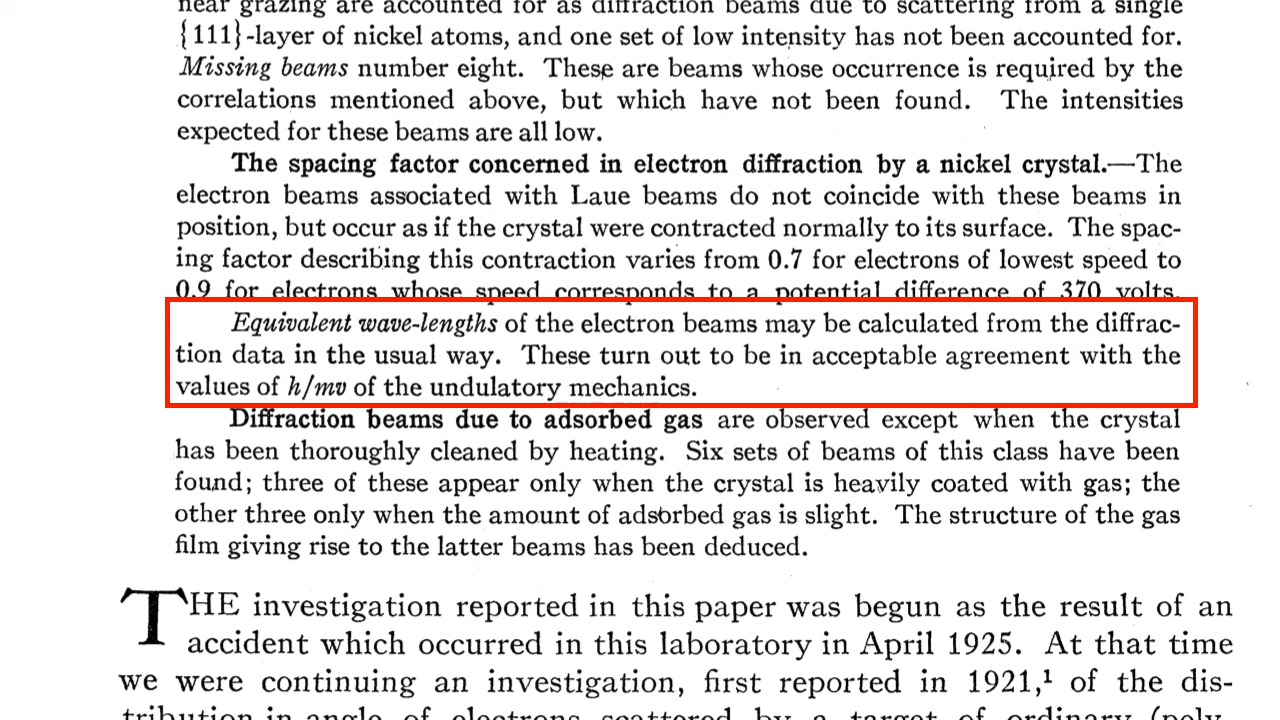 near grazing are accounted for as diffraction beams due to scattering from a single
{111}-layer of nickel atoms, and one set of low intensity has not been accounted for.
Missing beams number eight. These are beams whose occurrence is required by the
correlations mentioned above, but which have not been found. The intensities
expected for these beams are all low.
The spacing factor concerned in electron diffraction by a nickel crystal.—The
electron beams associated with Laue beams do not coincide with these beams in
position, but occur as if the crystal were contracted normally to its surface. The spac-
ing factor describing this contraction varies from 0.7 for electrons of lowest speed to
0.9 for electrons whose speed corresponds to a potential difference of 370 volts.
Equivalent wave-lengths of the electron beams may be calculated from the diffrac-
tion data in the usual way. These turn out to be in acceptable agreement with the
values of h/mv of the undulatory mechanics.
Diffraction beams due to adsorbed gas are observed except when the crystal
has been thoroughly cleaned by heating. Six sets of beams of this class have been
found; three of these appear only when the crystal is heavily coated with gas; the
other three only when the amount of adsorbed gas is slight. The structure of the gas
film giving rise to the latter beams has been deduced.
THE investigation reported in this paper was begun as the result of an
accident which occurred in this laboratory in April 1925. At that time
we were continuing an investigation, first reported in 1921,¹ of the dis-
tribution in angle of electrons scattered by a target of ordinary (poly-